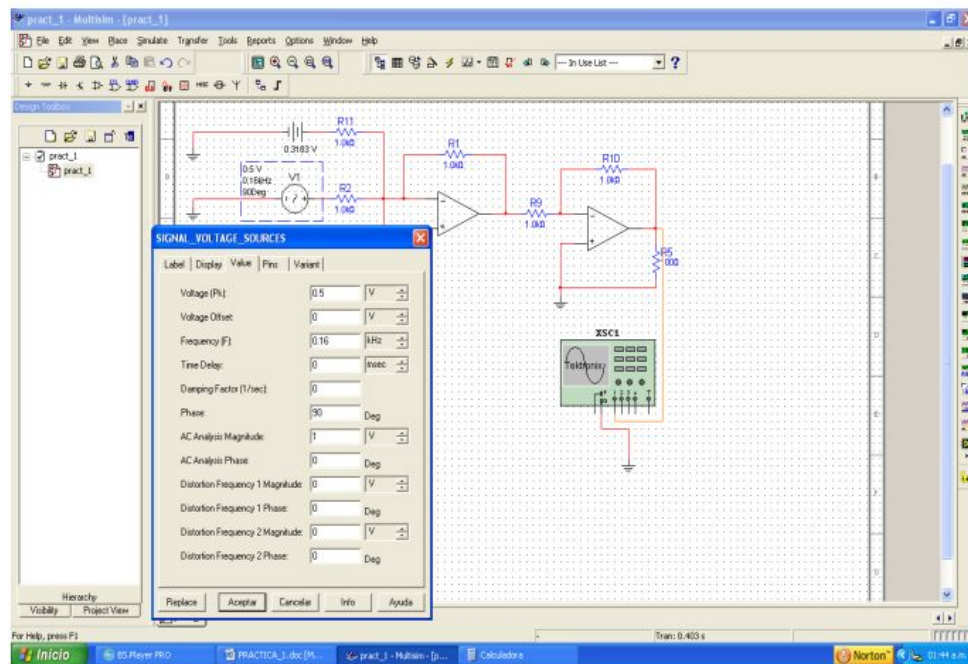 pract_1 - Multisim - [pract_1]
File Edit View Place Simulate Transfer Tools Reports Options Window Help
--- In Use List ---
Design Toolbox
pract_1
pract_1
R11
1.0kΩ
0.3183 V
0.5 V
0.16kHz
90Deg
V1
R2
1.0kΩ
R1
1.0kΩ
R9
1.0kΩ
R10
1.0kΩ
R5
XSC1
Tektronix
SIGNAL_VOLTAGE_SOURCES
Label Display Value Pins Variant
Voltage (Pk): 0.5 V
Voltage Offset: 0 V
Frequency (F): 0.16 kHz
Time Delay: 0 msec
Damping Factor (1/sec): 0
Phase: 90 Deg
AC Analysis Magnitude: 1 V
AC Analysis Phase: 0 Deg
Distortion Frequency 1 Magnitude: 0 V
Distortion Frequency 1 Phase: 0 Deg
Distortion Frequency 2 Magnitude: 0 V
Distortion Frequency 2 Phase: 0 Deg
Replace Aceptar Cancelar Info Ayuda
Hierarchy
Visibility Project View
For Help, press F1
Tran: 0.403 s
Inicio BS.Player PRO PRACTICA_1.doc [M... pract_1 - Multisim - [p... Calculadora Norton 01:44 a.m.